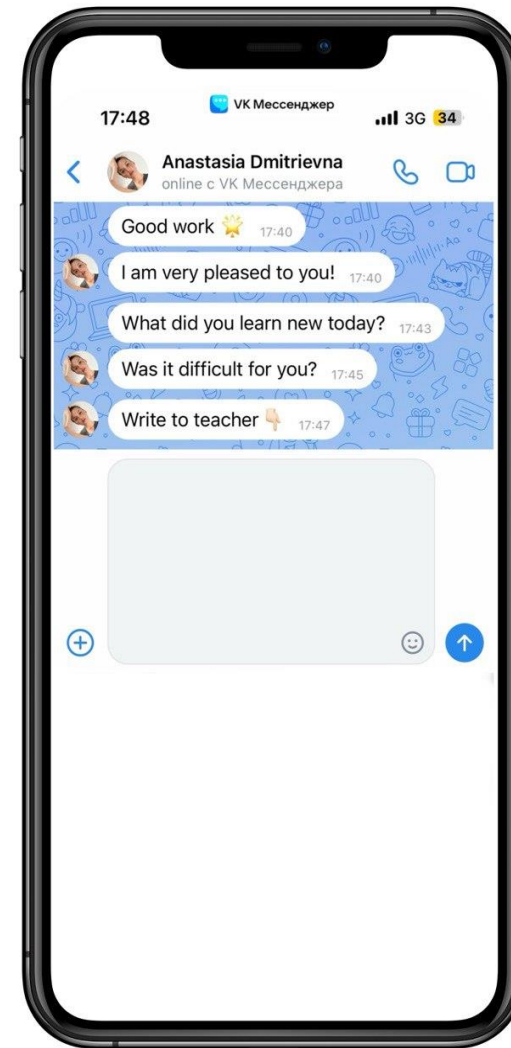 VK Мессенджер
17:48
3G 34
Anastasia Dmitrievna
online с VK Мессенджера
Good work 🌟 17:40
I am very pleased to you! 17:40
What did you learn new today? 17:43
Was it difficult for you? 17:45
Write to teacher 👇🏻 17:47